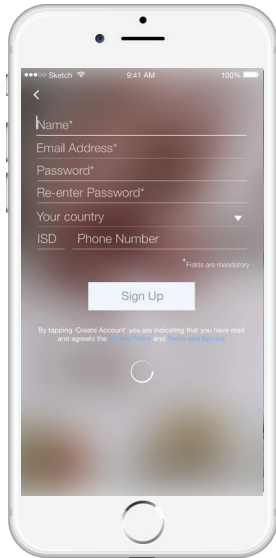 Sketch 9:41 AM 100%
Name*
Email Address*
Password*
Re-enter Password*
Your country
ISD Phone Number
*Fields are mandatory
Sign Up
By tapping 'Create Account' you are indicating that you have read
and agreeto the Privacy Policy and Terms and Service